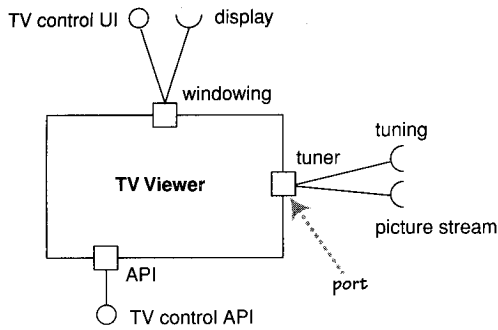 TV control UI
display
windowing
tuning
tuner
TV Viewer
picture stream
API
port
TV control API